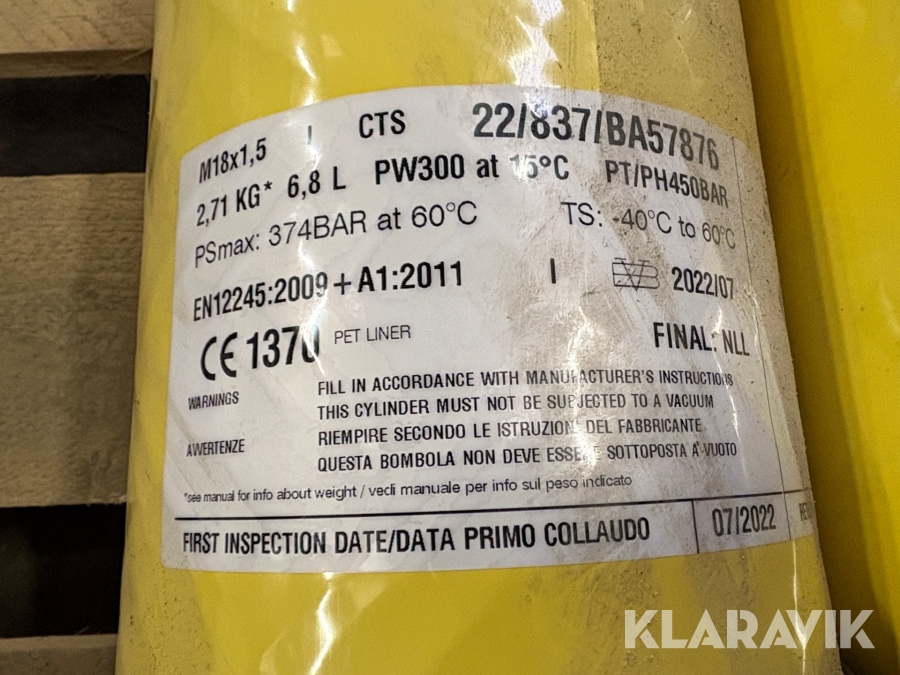 M18x1,5 I CTS 22/837/BA57876
2,71 KG* 6,8 L PW300 at 15°C PT/PH450BAR
PSmax: 374BAR at 60°C TS: -40°C to 60°C
EN12245:2009 + A1:2011 I 2022/07
CE 1370 PET LINER FINAL: NLL
WARNINGS FILL IN ACCORDANCE WITH MANUFACTURER'S INSTRUCTIONS
THIS CYLINDER MUST NOT BE SUBJECTED TO A VACUUM
AVVERTENZE RIEMPIRE SECONDO LE ISTRUZIONI DEL FABBRICANTE
QUESTA BOMBOLA NON DEVE ESSERE SOTTOPOSTA A VUOTO
*see manual for info about weight / vedi manuale per info sul peso indicato
FIRST INSPECTION DATE/DATA PRIMO COLLAUDO 07/2022
KLARAVIK